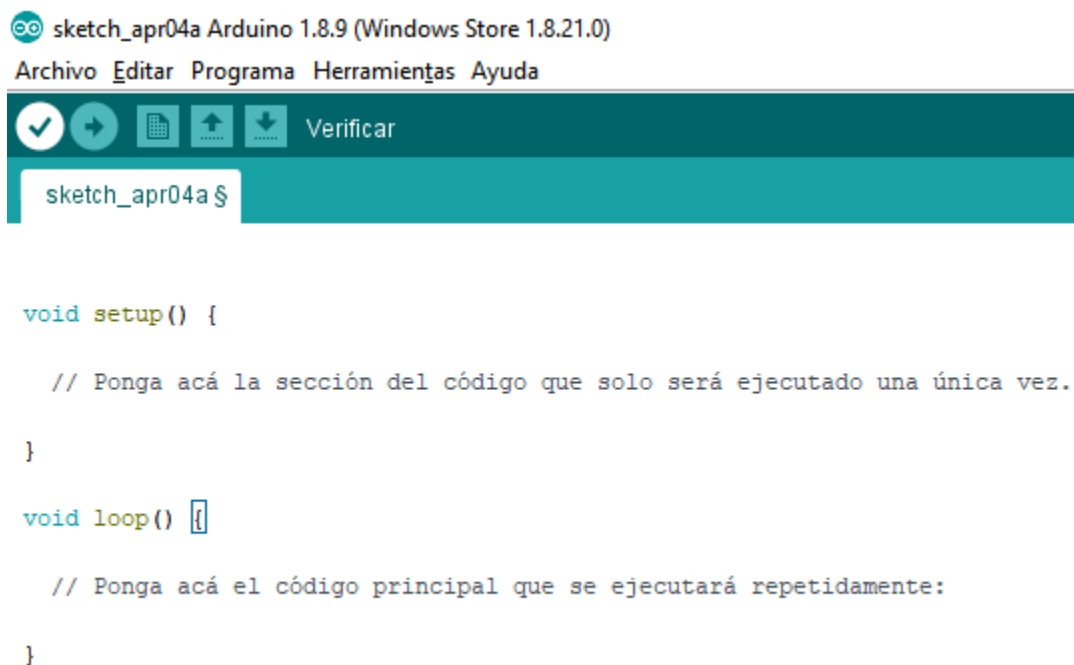 sketch_apr04a Arduino 1.8.9 (Windows Store 1.8.21.0)
Archivo Editar Programa Herramientas Ayuda
Verificar
sketch_apr04a §
void setup() {
// Ponga acá la sección del código que solo será ejecutado una única vez.
}
void loop() {
// Ponga acá el código principal que se ejecutará repetidamente:
}